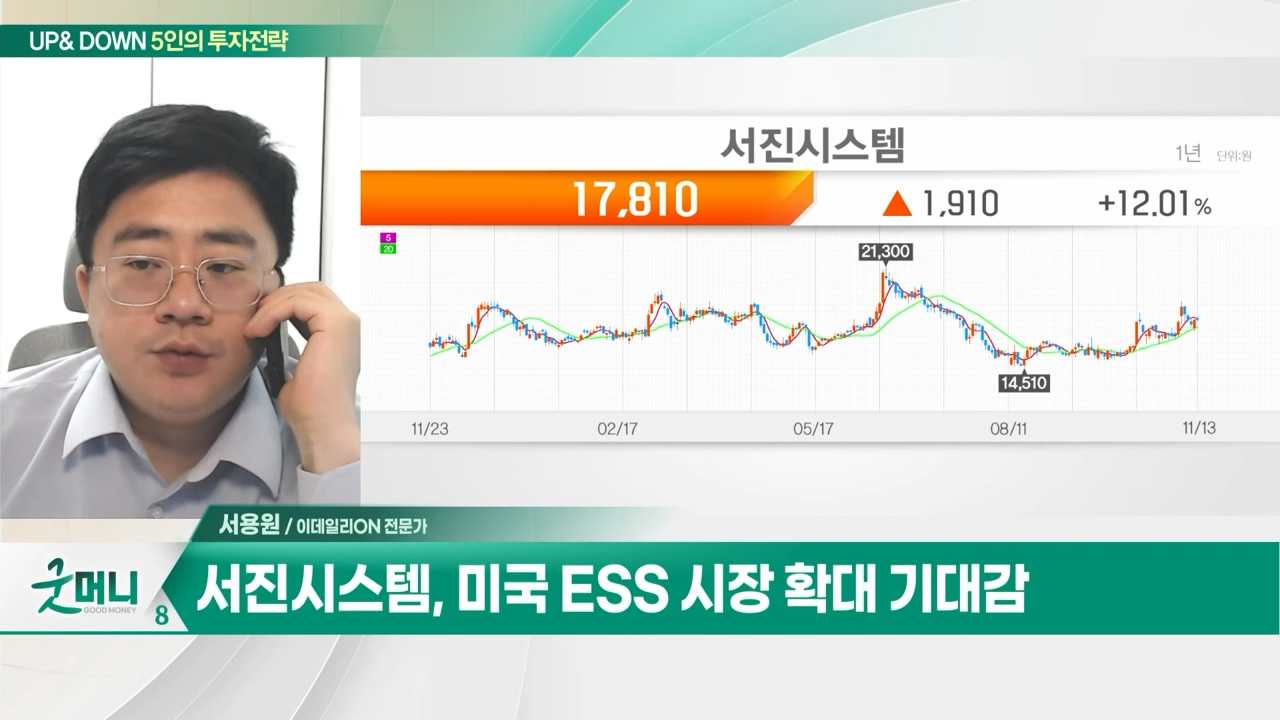 UP& DOWN 5인의 투자전략
서진시스템
1년 단위:원
17,810
▲ 1,910
+12.01%
5
20
21,300
14,510
11/23
02/17
05/17
08/11
11/13
서용원 / 이데일리ON 전문가
굿머니
GOOD MONEY
8
서진시스템, 미국 ESS 시장 확대 기대감